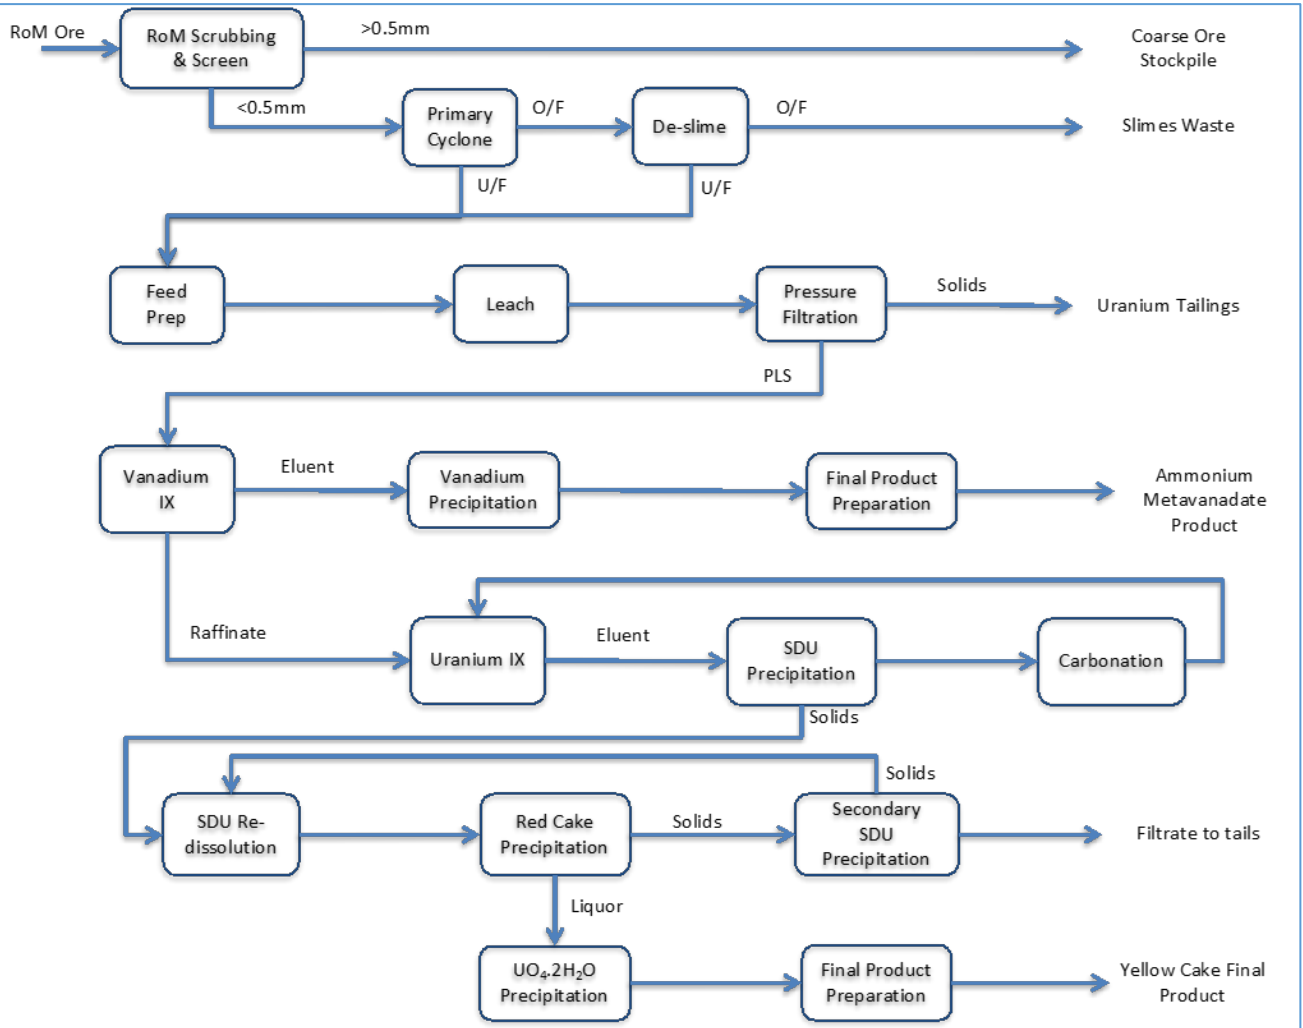 RoM Ore
RoM Scrubbing
& Screen
>0.5mm
Coarse Ore
Stockpile
<0.5mm
Primary
Cyclone
O/F
De-slime
O/F
Slimes Waste
U/F
U/F
Feed
Prep
Leach
Pressure
Filtration
Solids
Uranium Tailings
PLS
Vanadium
IX
Eluent
Vanadium
Precipitation
Final Product
Preparation
Ammonium
Metavanadate
Product
Raffinate
Uranium IX
Eluent
SDU
Precipitation
Carbonation
Solids
Solids
SDU Re-
dissolution
Red Cake
Precipitation
Solids
Secondary
SDU
Precipitation
Filtrate to tails
Liquor
UO₄.2H₂O
Precipitation
Final Product
Preparation
Yellow Cake Final
Product